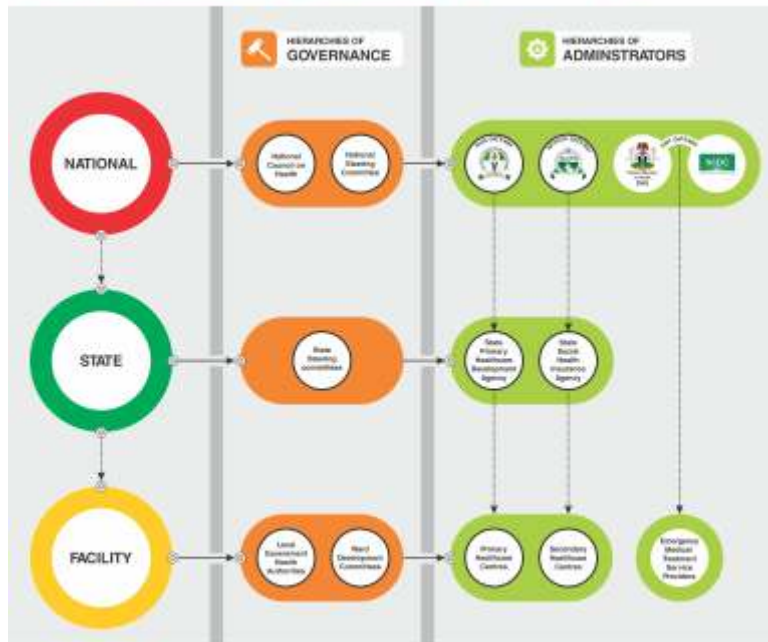 HIERARCHIES OF
GOVERNANCE
HIERARCHIES OF
ADMINSTRATORS
NATIONAL
National
Council on
Health
National
Steering
Committee
STATE
State
Steering
committees
State
Primary
Healthcare
Development
Agency
State
Social
Health
Insurance
Agency
FACILITY
Local
Government
Health
Authorities
Ward
Development
Committees
Primary
Healthcare
Centres
Secondary
Healthcare
Centres
Emergency
Medical
Treatment
Service
Providers